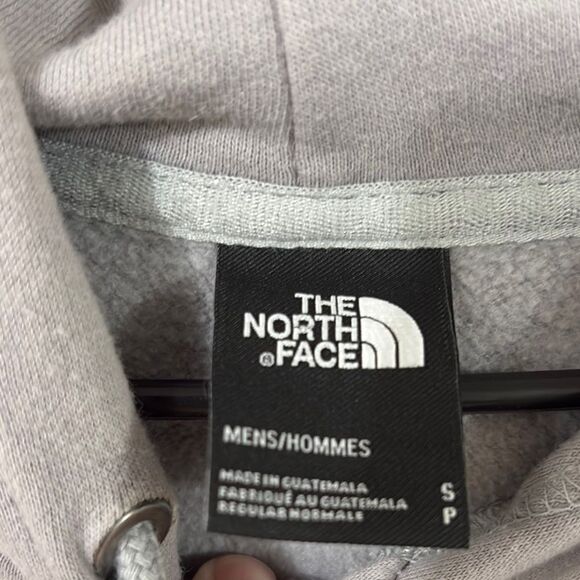 THE
NORTH
®FACE
MENS/HOMMES
MADE IN GUATEMALA
FABRIQUÉ AU GUATEMALA
REGULAR NORMALE
S
P